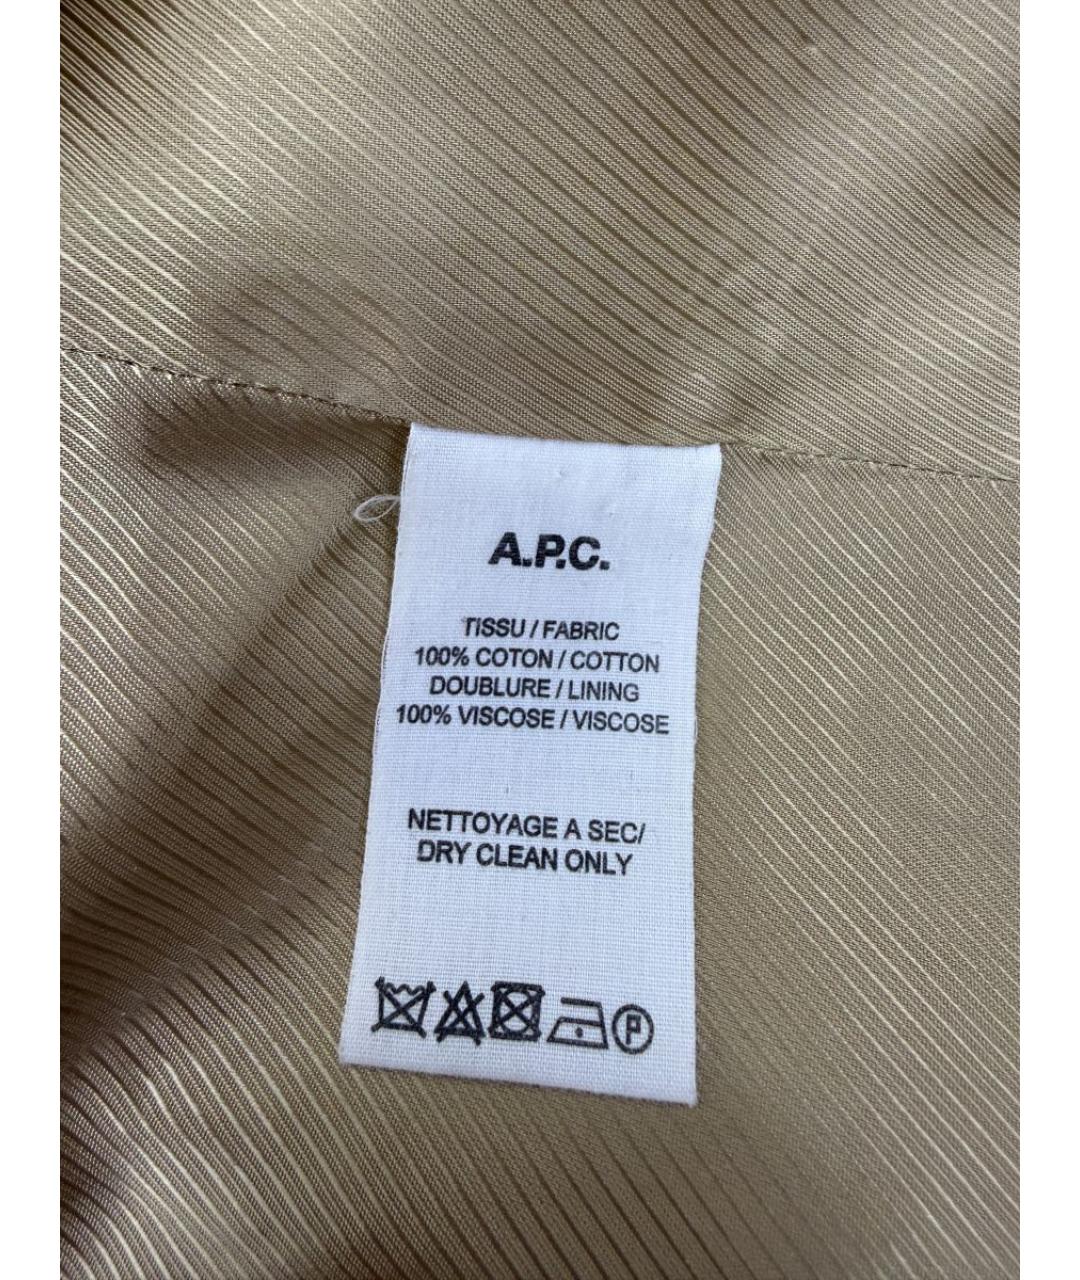 A.P.C.
TISSU / FABRIC
100% COTON / COTTON
DOUBLURE / LINING
100% VISCOSE / VISCOSE
NETTOYAGE A SEC/
DRY CLEAN ONLY
P